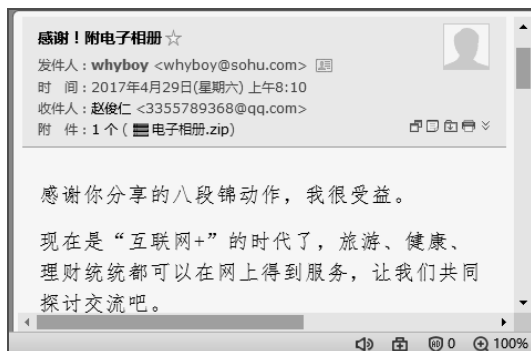 感谢！附电子相册☆
发件人：whyboy <whyboy@sohu.com>
时 间：2017年4月29日(星期六) 上午8:10
收件人：赵俊仁 <3355789368@qq.com>
附 件：1 个 ( 电子相册.zip)
感谢你分享的八段锦动作，我很受益。
现在是“互联网+”的时代了，旅游、健康、
理财统统都可以在网上得到服务，让我们共同
探讨交流吧。
0 100%